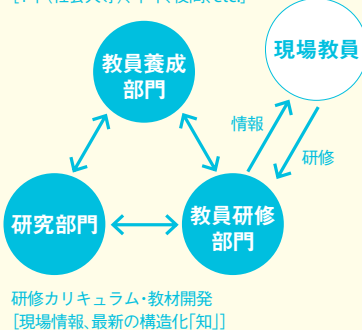 教員養成
部門
現場教員
情報
研修
研究部門
教員研修
部門
研修カリキュラム・教材開発
[現場情報、最新の構造化「知」]